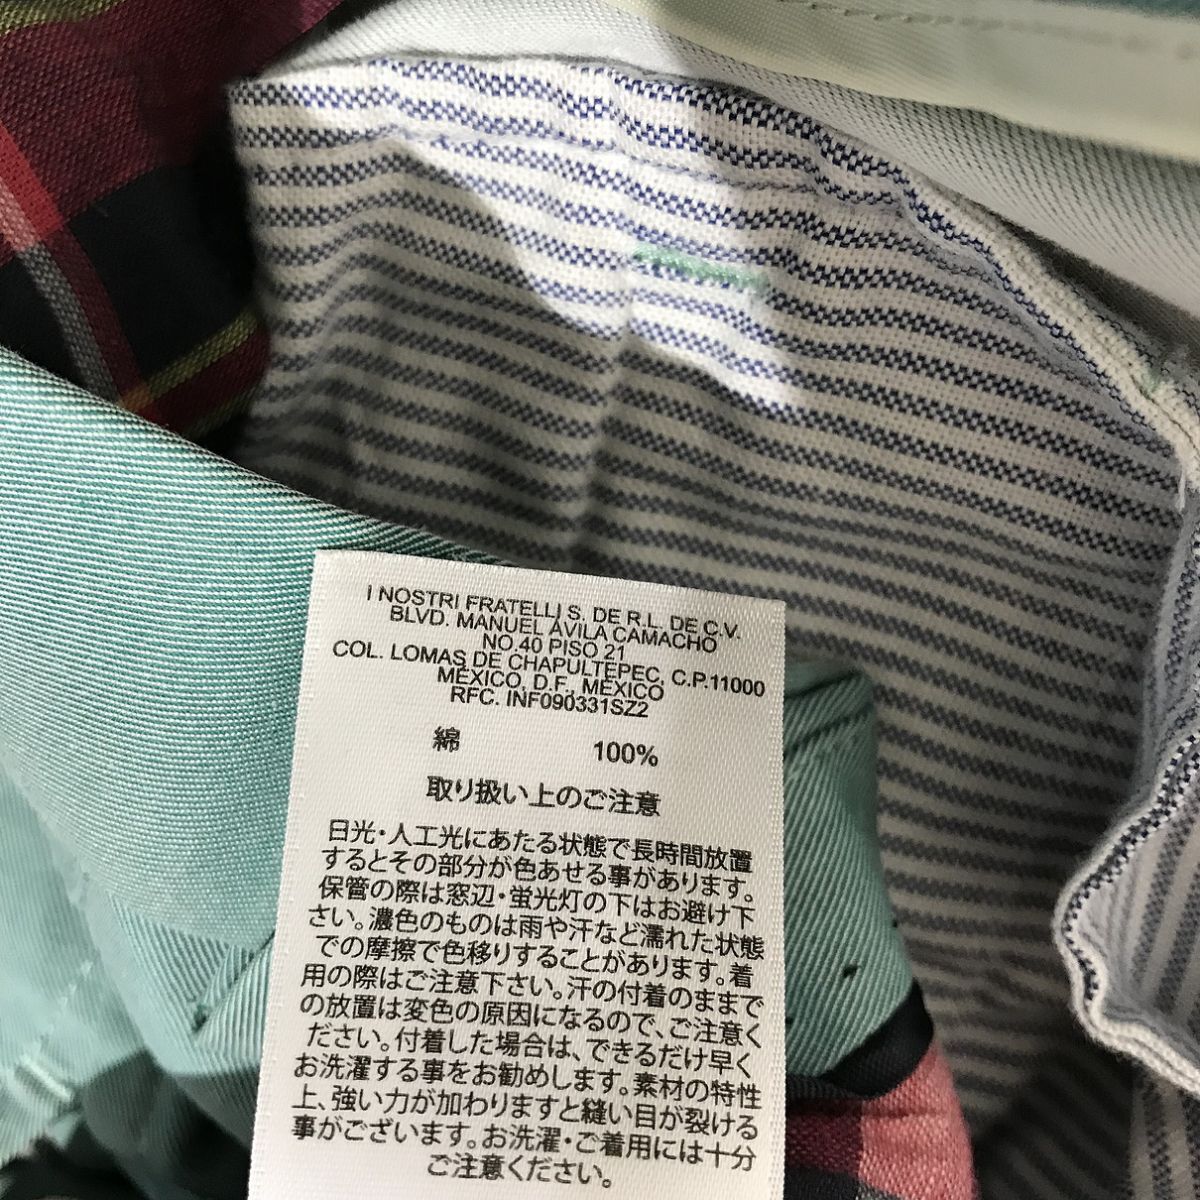 I NOSTRI FRATELLI S. DE R.L. DE C.V.
BLVD. MANUEL ÁVILA CAMACHO
NO.40 PISO 21
COL. LOMAS DE CHAPULTEPEC, C.P.11000
MÉXICO, D.F, MÉXICO
RFC. INF090331SZ2
綿 100%
取り扱い上のご注意
日光・人工光にあたる状態で長時間放置
するとその部分が色あせる事があります。
保管の際は窓辺・蛍光灯の下はお避け下
さい。濃色のものは雨や汗など濡れた状態
での摩擦で色移りすることがあります。着
用の際はご注意下さい。汗の付着のままで
の放置は変色の原因になるので、ご注意く
ださい。付着した場合は、できるだけ早く
お洗濯する事をお勧めします。素材の特性
上、強い力が加わりますと縫い目が裂ける
事がございます。お洗濯・ご着用には十分
ご注意ください。